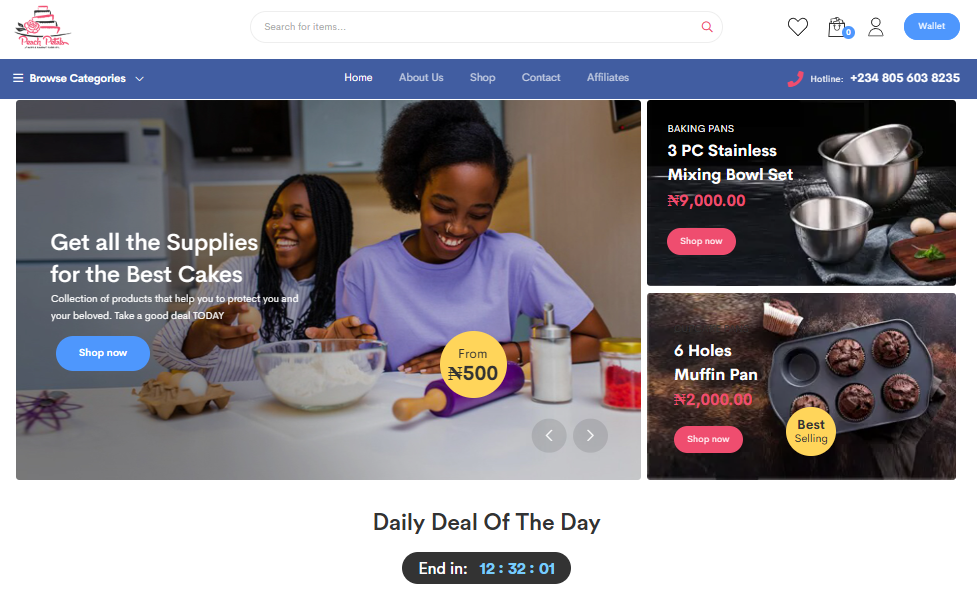 Peach Petals
Search for items...
0
Wallet
Browse Categories
Home
About Us
Shop
Contact
Affiliates
Hotline: +234 805 603 8235
Get all the Supplies
for the Best Cakes
Collection of products that help you to protect you and
your beloved. Take a good deal TODAY
Shop now
From
₦500
BAKING PANS
3 PC Stainless
Mixing Bowl Set
₦9,000.00
Shop now
6 Holes
Muffin Pan
₦2,000.00
Shop now
Best
Selling
Daily Deal Of The Day
End in: 12 : 32 : 01